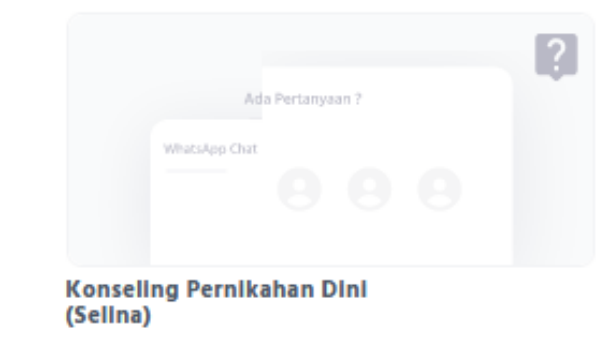 ?
Ada Pertanyaan ?
WhatsApp Chat
Konseling Pernikahan Dini
(Selina)